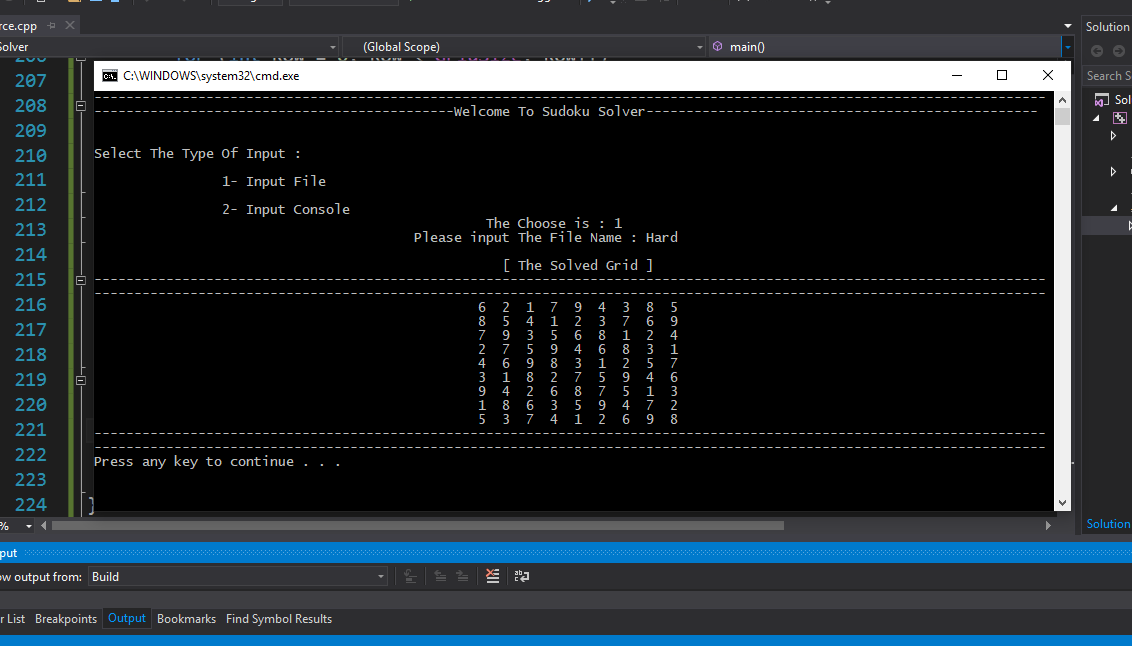 rce.cpp
Solver (Global Scope) main() Solution
C:\WINDOWS\system32\cmd.exe
Search S
Sol
207
208
209
210
211
212
213
214
215
216
217
218
219
220
221
222
223
224 }
-Welcome To Sudoku Solver-
Select The Type Of Input :
1- Input File
2- Input Console
The Choose is : 1
Please input The File Name : Hard
[ The Solved Grid ]
6 2 1 7 9 4 3 8 5
8 5 4 1 2 3 7 6 9
7 9 3 5 6 8 1 2 4
2 7 5 9 4 6 8 3 1
4 6 9 8 3 1 2 5 7
3 1 8 2 7 5 9 4 6
9 4 2 6 8 7 5 1 3
1 8 6 3 5 9 4 7 2
5 3 7 4 1 2 6 9 8
Press any key to continue . . .
%
Solution
put
ow output from: Build
r List Breakpoints Output Bookmarks Find Symbol Results